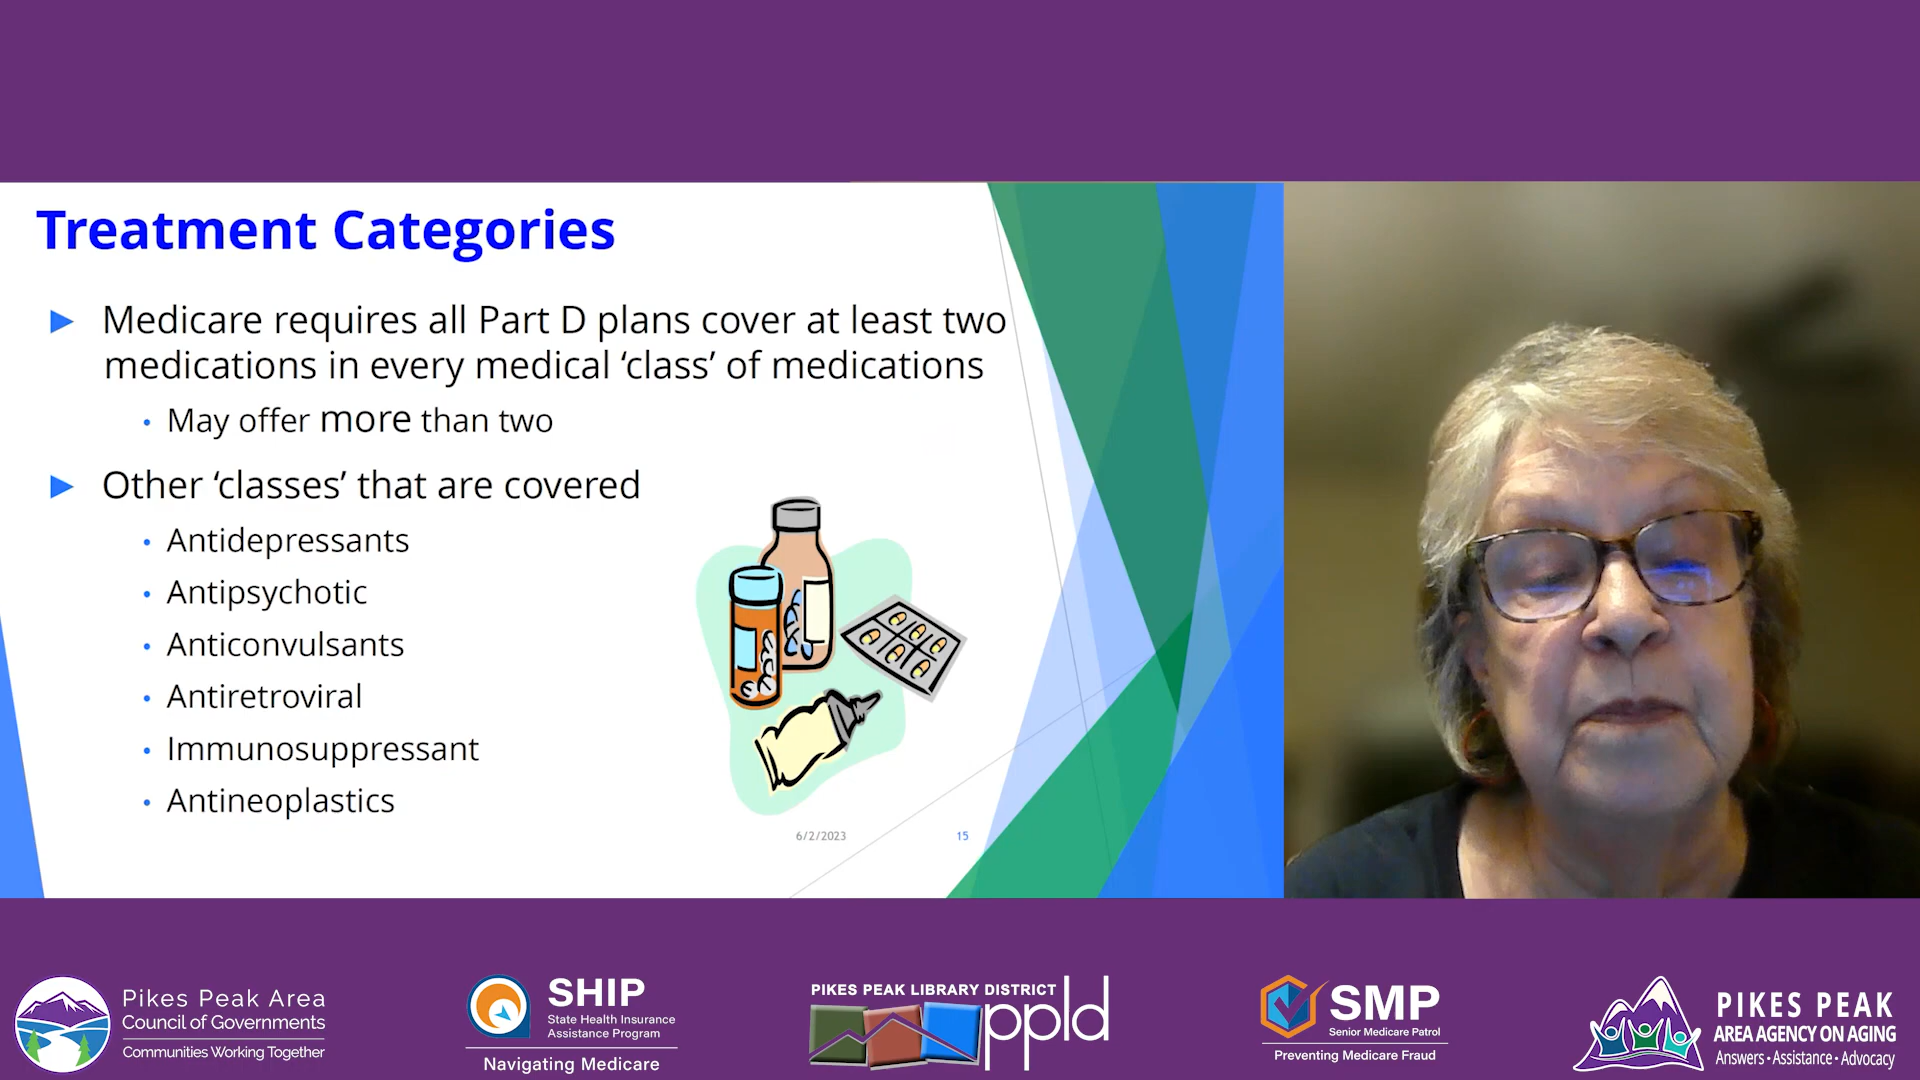 Treatment Categories
Medicare requires all Part D plans cover at least two
medications in every medical ‘class’ of medications
May offer more than two
Other ‘classes’ that are covered
Antidepressants
Antipsychotic
Anticonvulsants
Antiretroviral
Immunosuppressant
Antineoplastics
6/2/2023
15
Pikes Peak Area
Council of Governments
Communities Working Together
SHIP
State Health Insurance
Assistance Program
Navigating Medicare
PIKES PEAK LIBRARY DISTRICT
ppld
SMP
Senior Medicare Patrol
Preventing Medicare Fraud
PIKES PEAK
AREA AGENCY ON AGING
Answers • Assistance • Advocacy